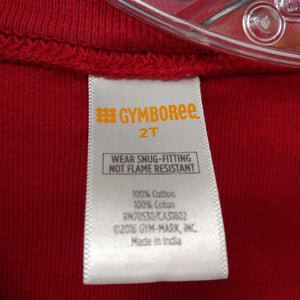 GYMBOREE
2T
WEAR SNUG-FITTING
NOT FLAME RESISTANT
100% Cotton
100% Coton
RN70530/CA31802
©2016 GYM-MARK, INC.
Made in India